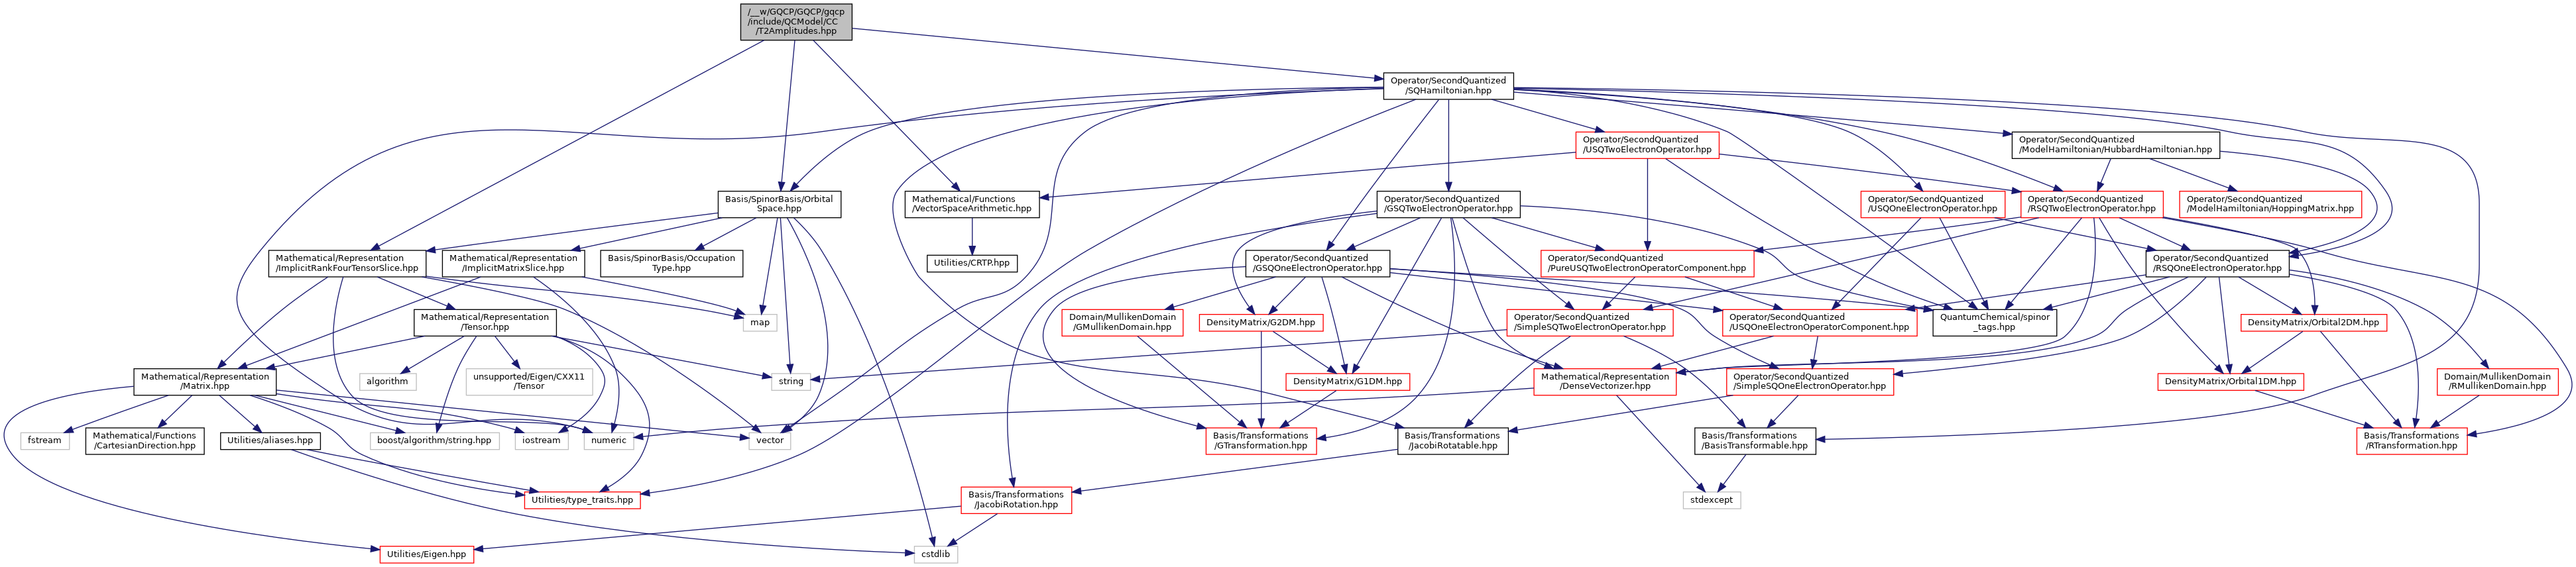 /__w/GQCP/GQCP/gqcp
/include/QCModel/CC
/T2Amplitudes.hpp
Operator/SecondQuantized
/SQHamiltonian.hpp
Operator/SecondQuantized
/USQTwoElectronOperator.hpp
Operator/SecondQuantized
/ModelHamiltonian/HubbardHamiltonian.hpp
Basis/SpinorBasis/Orbital
Space.hpp
Mathematical/Functions
/VectorSpaceArithmetic.hpp
Operator/SecondQuantized
/GSQTwoElectronOperator.hpp
Operator/SecondQuantized
/USQOneElectronOperator.hpp
Operator/SecondQuantized
/RSQTwoElectronOperator.hpp
Operator/SecondQuantized
/ModelHamiltonian/HoppingMatrix.hpp
Mathematical/Representation
/ImplicitRankFourTensorSlice.hpp
Mathematical/Representation
/ImplicitMatrixSlice.hpp
Basis/SpinorBasis/Occupation
Type.hpp
Utilities/CRTP.hpp
Operator/SecondQuantized
/GSQOneElectronOperator.hpp
Operator/SecondQuantized
/PureUSQTwoElectronOperatorComponent.hpp
Operator/SecondQuantized
/RSQOneElectronOperator.hpp
Mathematical/Representation
/Tensor.hpp
map
Domain/MullikenDomain
/GMullikenDomain.hpp
DensityMatrix/G2DM.hpp
Operator/SecondQuantized
/SimpleSQTwoElectronOperator.hpp
Operator/SecondQuantized
/USQOneElectronOperatorComponent.hpp
QuantumChemical/spinor
_tags.hpp
DensityMatrix/Orbital2DM.hpp
Mathematical/Representation
/Matrix.hpp
algorithm
unsupported/Eigen/CXX11
/Tensor
string
DensityMatrix/G1DM.hpp
Mathematical/Representation
/DenseVectorizer.hpp
Operator/SecondQuantized
/SimpleSQOneElectronOperator.hpp
DensityMatrix/Orbital1DM.hpp
Domain/MullikenDomain
/RMullikenDomain.hpp
fstream
Mathematical/Functions
/CartesianDirection.hpp
Utilities/aliases.hpp
boost/algorithm/string.hpp
iostream
numeric
vector
Basis/Transformations
/GTransformation.hpp
Basis/Transformations
/JacobiRotatable.hpp
Basis/Transformations
/BasisTransformable.hpp
Basis/Transformations
/RTransformation.hpp
Utilities/type_traits.hpp
Basis/Transformations
/JacobiRotation.hpp
stdexcept
Utilities/Eigen.hpp
cstdlib